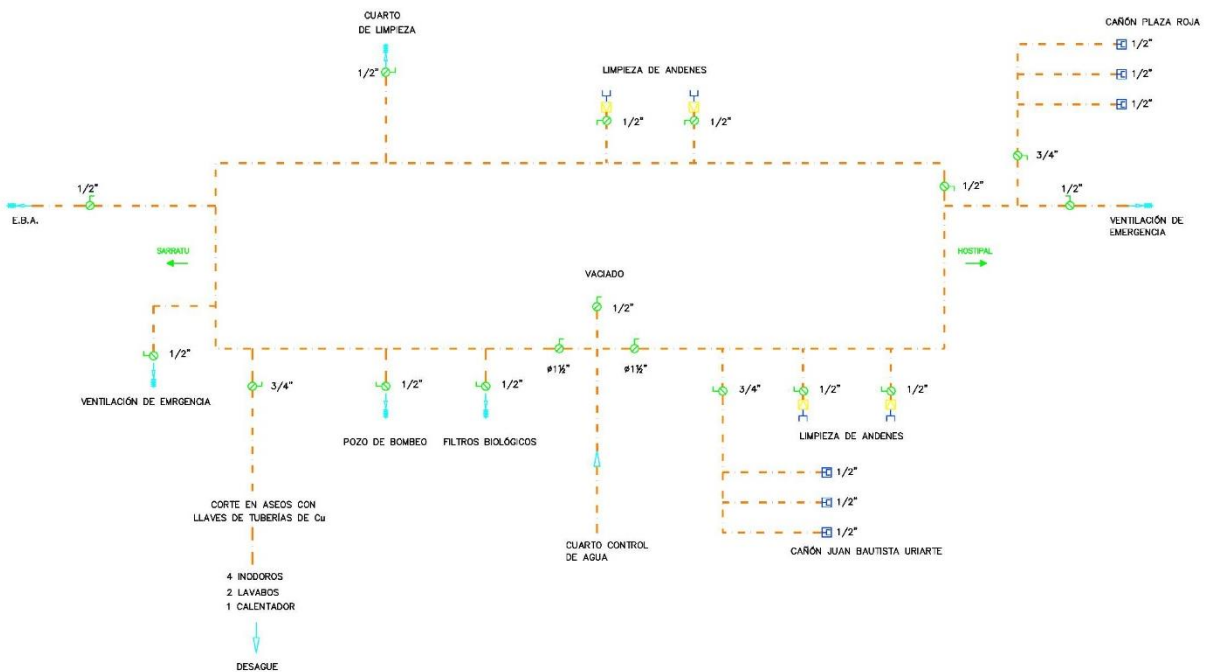 CUARTO
DE LIMPIEZA
1/2"
LIMPIEZA DE ANDENES
1/2"
1/2"
CAÑÓN PLAZA ROJA
1/2"
1/2"
1/2"
3/4"
1/2"
E.B.A.
1/2"
1/2"
VENTILACIÓN DE
EMERGENCIA
SARRATU
HOSTIPAL
VACIADO
1/2"
1/2"
VENTILACIÓN DE EMRGENCIA
3/4"
1/2"
POZO DE BOMBEO
1/2"
FILTROS BIOLÓGICOS
ø1½"
ø1½"
3/4"
1/2"
1/2"
LIMPIEZA DE ANDENES
1/2"
1/2"
1/2"
CAÑÓN JUAN BAUTISTA URIARTE
CORTE EN ASEOS CON
LLAVES DE TUBERÍAS DE Cu
CUARTO CONTROL
DE AGUA
4 INODOROS
2 LAVABOS
1 CALENTADOR
DESAGUE